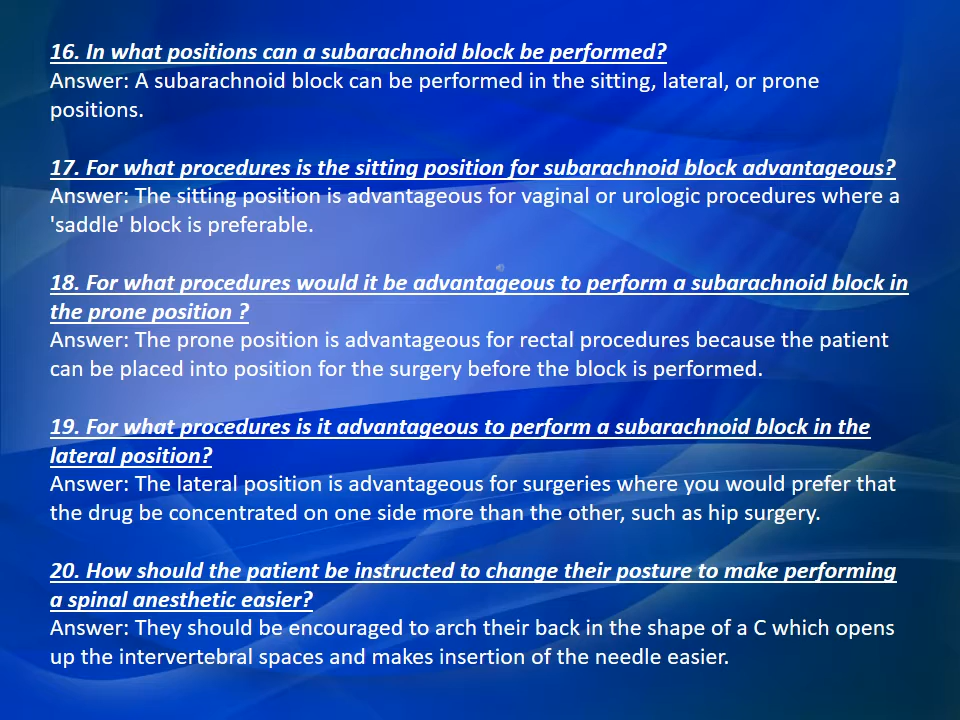 16. In what positions can a subarachnoid block be performed?
Answer: A subarachnoid block can be performed in the sitting, lateral, or prone
positions.
17. For what procedures is the sitting position for subarachnoid block advantageous?
Answer: The sitting position is advantageous for vaginal or urologic procedures where a
'saddle' block is preferable.
18. For what procedures would it be advantageous to perform a subarachnoid block in
the prone position ?
Answer: The prone position is advantageous for rectal procedures because the patient
can be placed into position for the surgery before the block is performed.
19. For what procedures is it advantageous to perform a subarachnoid block in the
lateral position?
Answer: The lateral position is advantageous for surgeries where you would prefer that
the drug be concentrated on one side more than the other, such as hip surgery.
20. How should the patient be instructed to change their posture to make performing
a spinal anesthetic easier?
Answer: They should be encouraged to arch their back in the shape of a C which opens
up the intervertebral spaces and makes insertion of the needle easier.